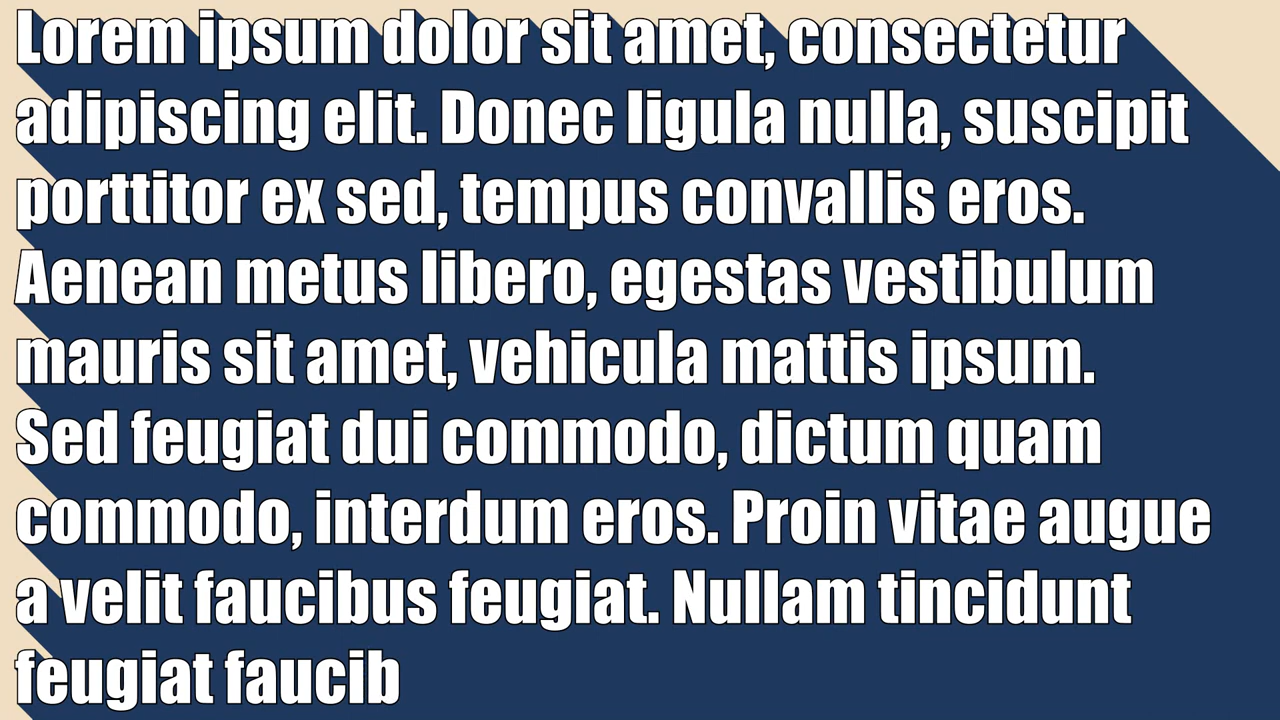 Lorem ipsum dolor sit amet, consectetur
adipiscing elit. Donec ligula nulla, suscipit
porttitor ex sed, tempus convallis eros.
Aenean metus libero, egestas vestibulum
mauris sit amet, vehicula mattis ipsum.
Sed feugiat dui commodo, dictum quam
commodo, interdum eros. Proin vitae augue
a velit faucibus feugiat. Nullam tincidunt
feugiat faucib